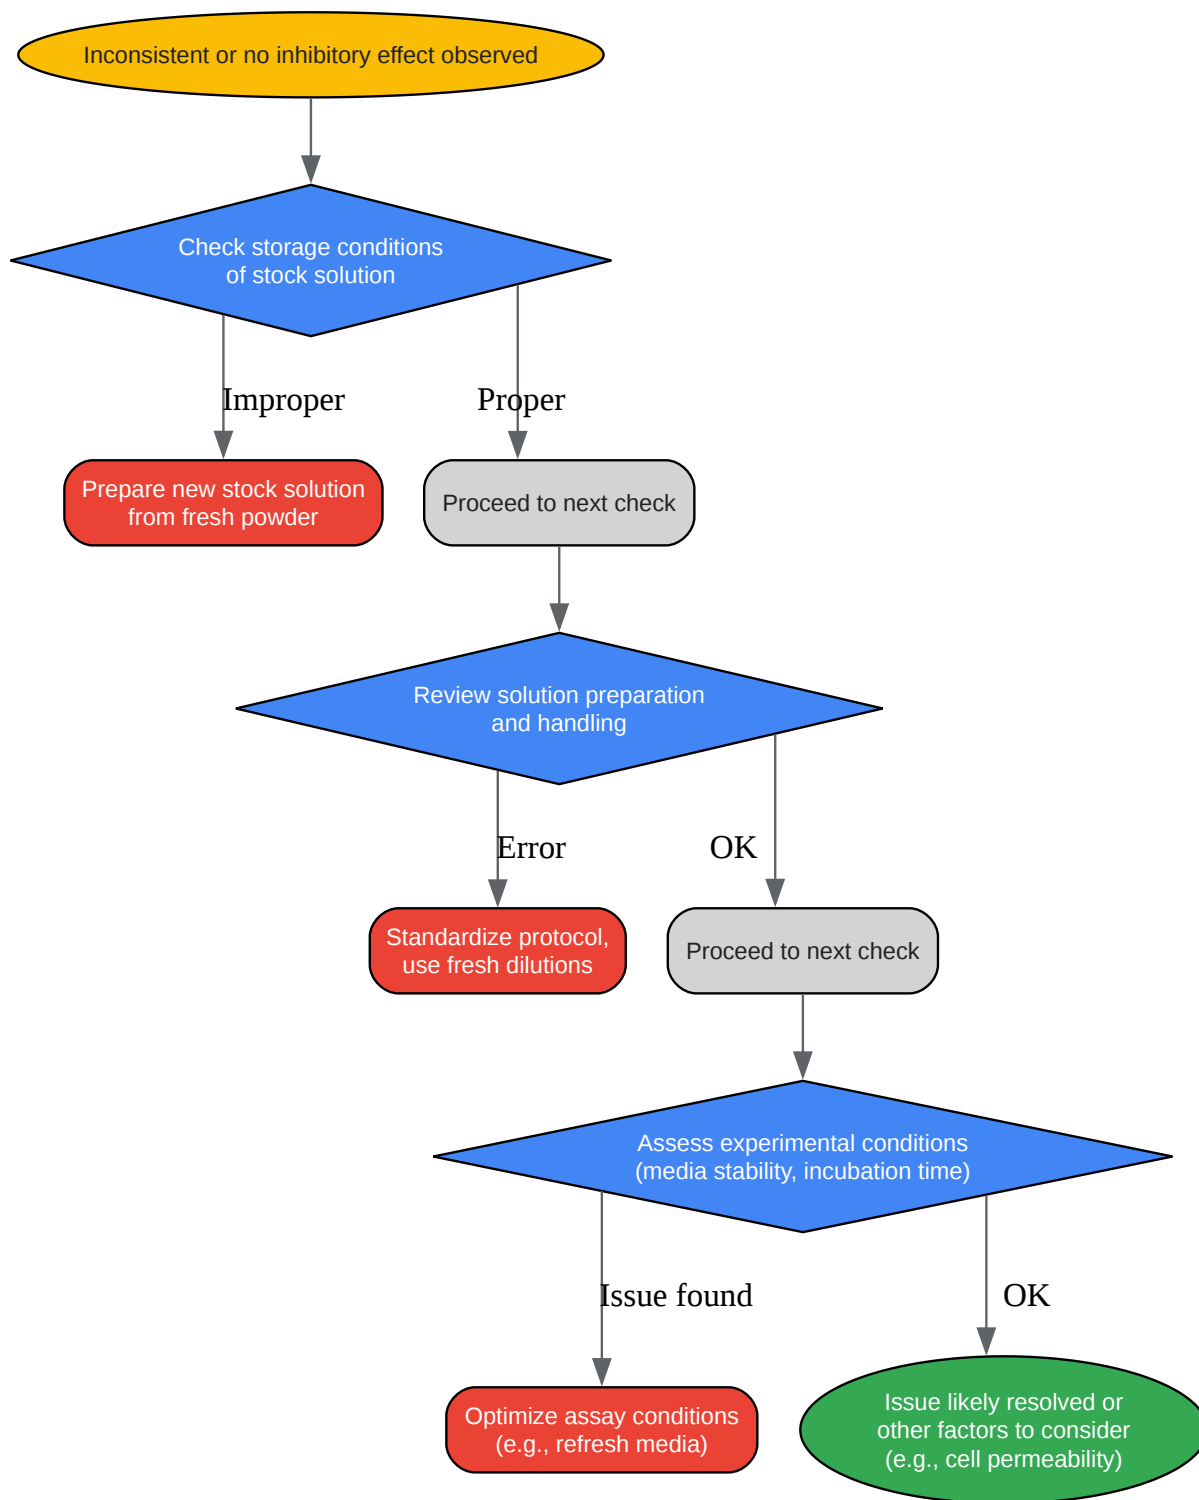 Inconsistent or no inhibitory effect observed
Check storage conditions
of stock solution
Improper
Proper
Prepare new stock solution
from fresh powder
Proceed to next check
Review solution preparation
and handling
Error
OK
Standardize protocol,
use fresh dilutions
Proceed to next check
Assess experimental conditions
(media stability, incubation time)
Issue found
OK
Optimize assay conditions
(e.g., refresh media)
Issue likely resolved or
other factors to consider
(e.g., cell permeability)